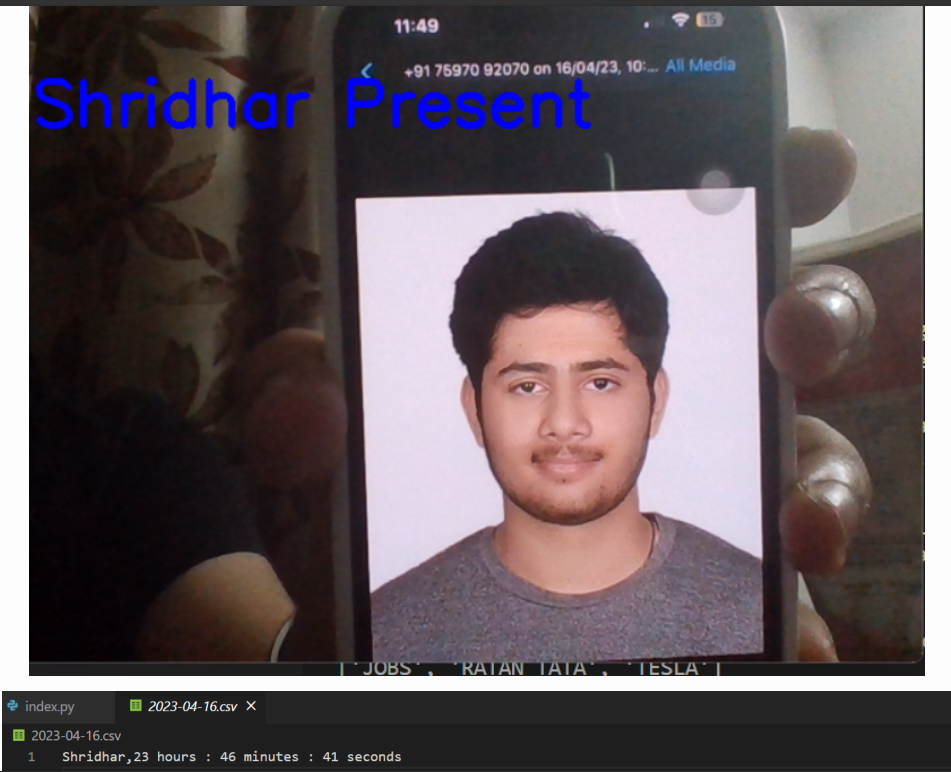 11:49
15
+91 75970 92070 on 16/04/23, 10:... All Media
Shridhar Present
['JOBS', 'RATAN TATA', 'TESLA']
index.py
2023-04-16.csv
2023-04-16.csv
1 Shridhar,23 hours : 46 minutes : 41 seconds